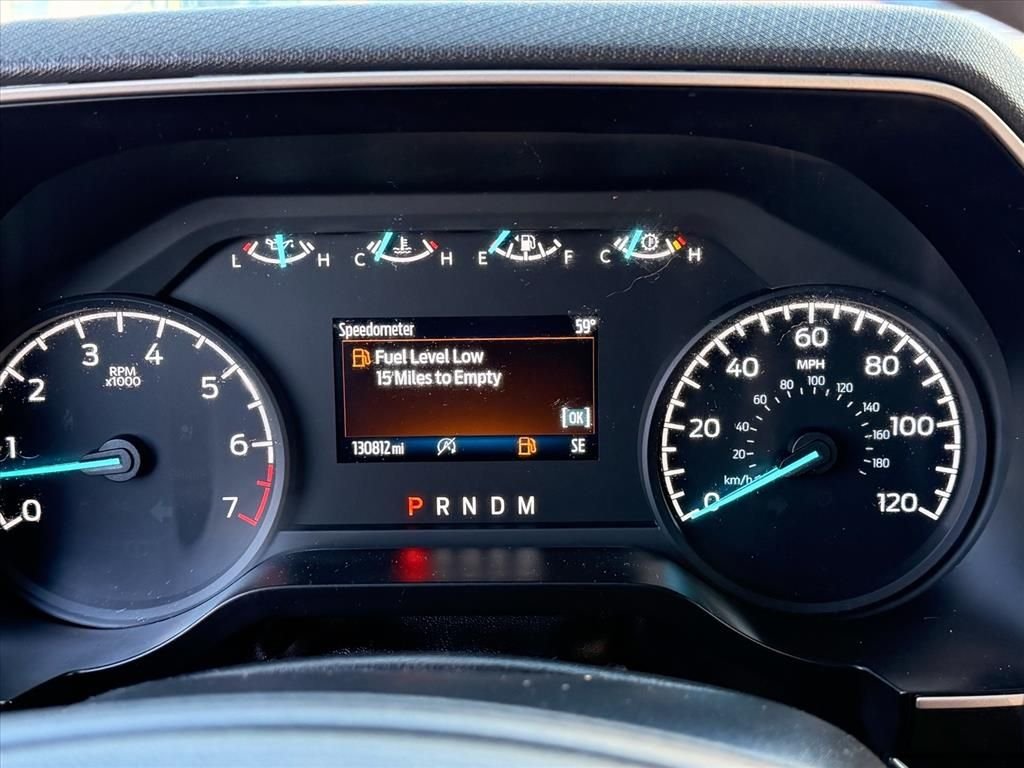 L H C H E F C H
Speedometer 59°
Fuel Level Low
15 Miles to Empty
[OK]
130812 mi SE
P R N D M
0 1 2 3 4 5 6 7
RPM
x1000
0 20 40 60 80 100 120
MPH
20 40 60 80 100 120 140 160 180
km/h